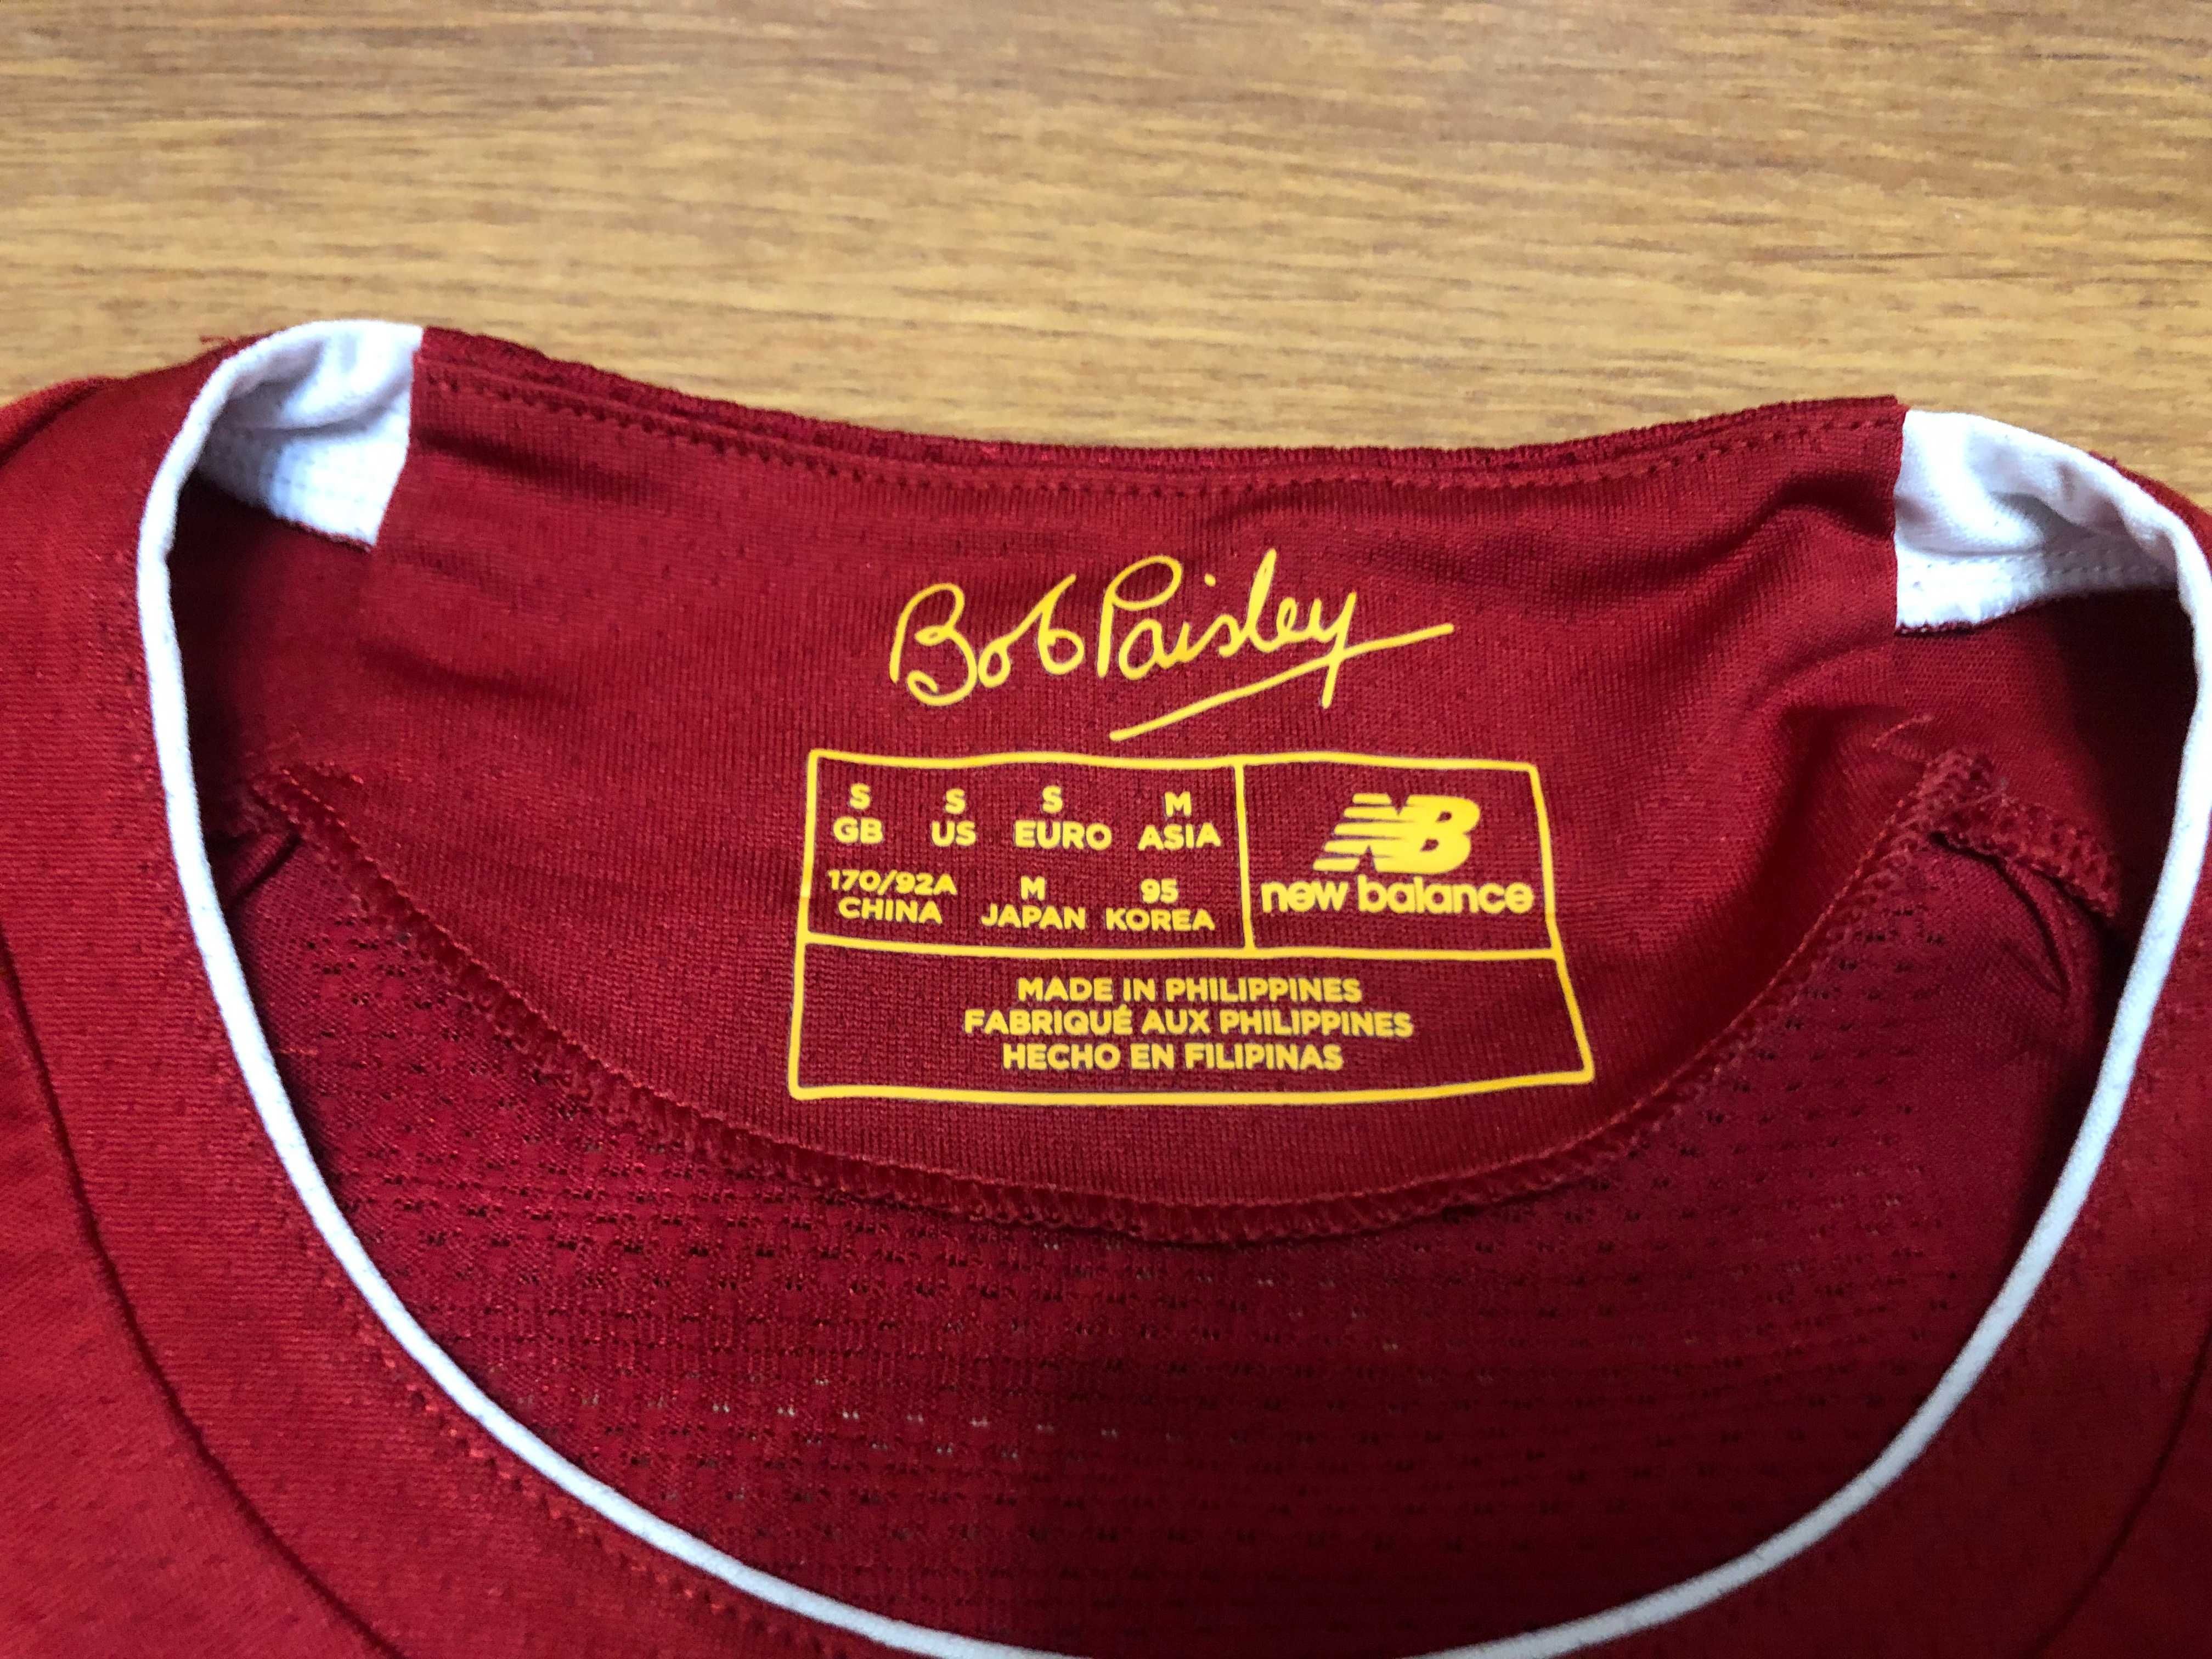 Bob Paisley
S S S M
GB US EURO ASIA
170/92A M 95
CHINA JAPAN KOREA
NB
new balance
MADE IN PHILIPPINES
FABRIQUÉ AUX PHILIPPINES
HECHO EN FILIPINAS